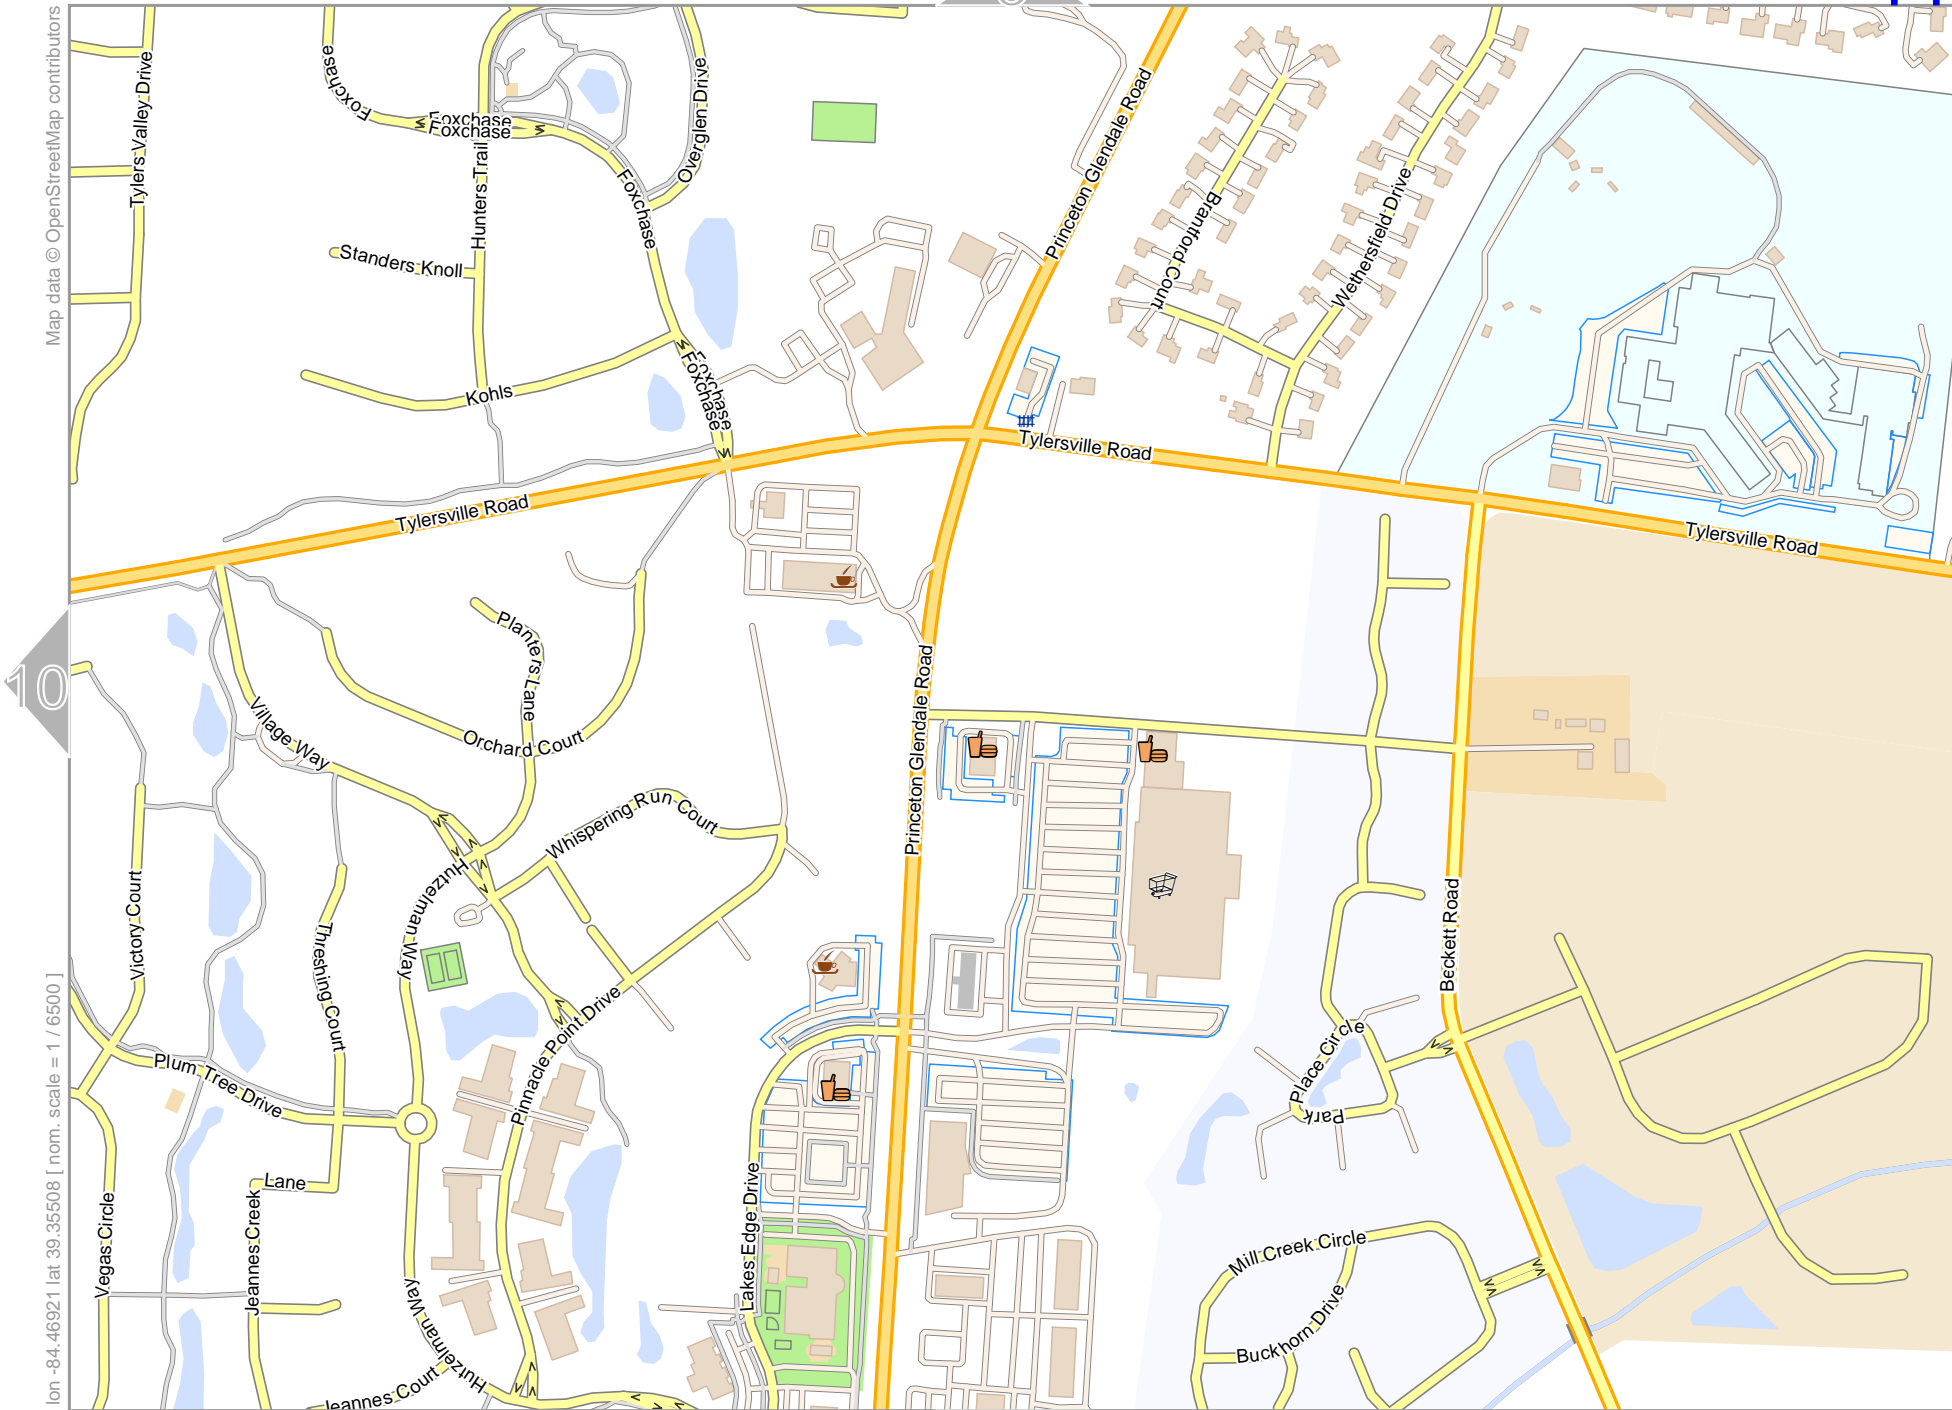 Map data © OpenStreetMap contributors
lon -84.46921 lat 39.35508 [ nom. scale = 1 / 6500 ]
10
Tylers Valley Drive
Foxchase
Foxchase
Foxchase
Foxchase
Hunters Trail
Overglen Drive
Foxchase
Standers Knoll
Kohls
Foxchase
Foxchase
Princeton Glendale Road
Princeton Glendale Road
Brantford Court
Wethersfield Drive
Tylersville Road
Tylersville Road
Tylersville Road
Planters Lane
Village Way
Orchard Court
Princeton Glendale Road
Whispering Run Court
Hutzelman Way
Victory Court
Threshing Court
Beckett Road
Pinnacle Point Drive
Plum Tree Drive
Place Circle
Park
Lane
Jeannes Creek
Vegas Circle
Lakes Edge Drive
Mill Creek Circle
Buckhorn Drive
Hutzelman Way
Jeannes Court